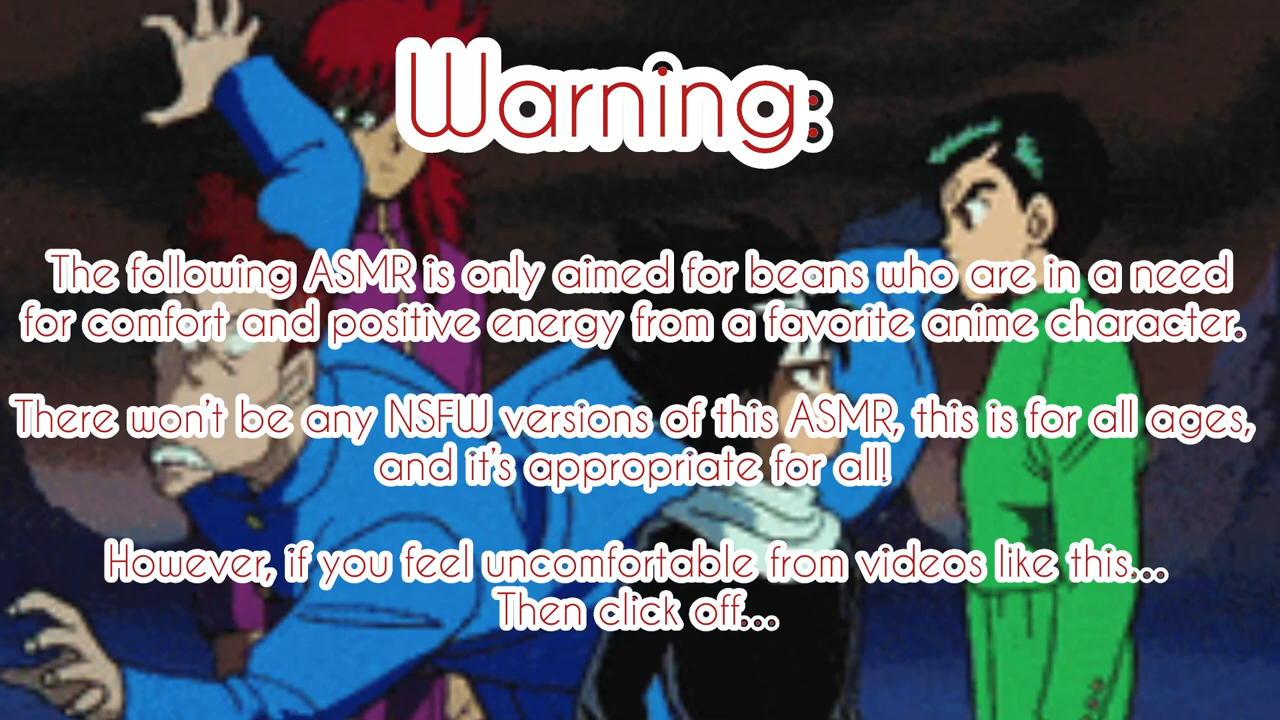 Warning:
The following ASMR is only aimed for beans who are in a need
for comfort and positive energy from a favorite anime character.
There won't be any NSFW versions of this ASMR, this is for all ages,
and it's appropriate for all!
However, if you feel uncomfortable from videos like this...
Then click off...